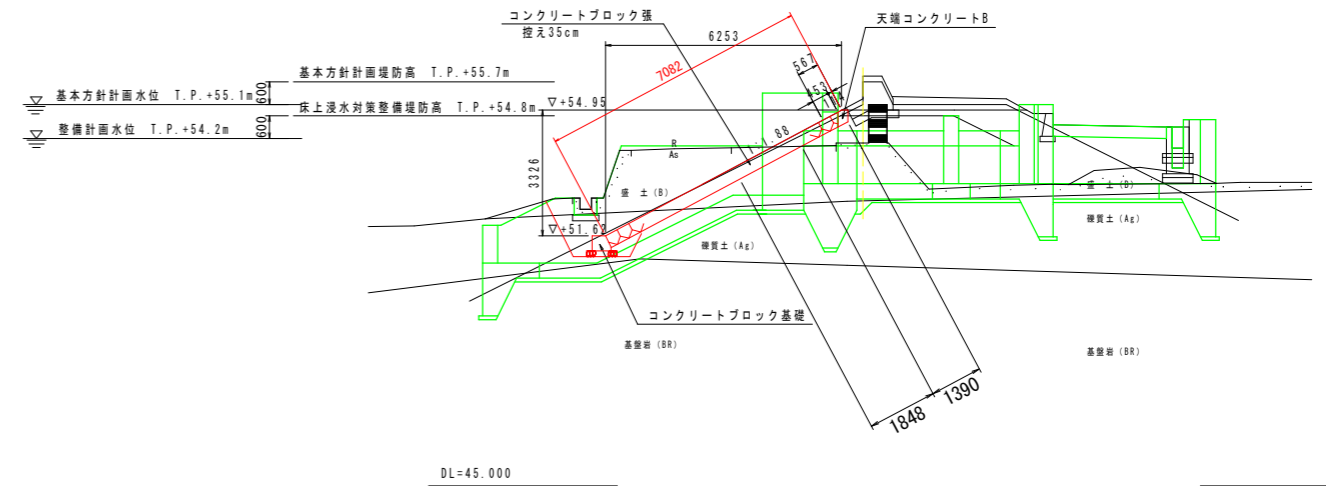 コンクリートブロック張
控え35cm
天端コンクリートB
6253
7082
567
453
基本方針計画堤防高 T.P.+55.7m
600
基本方針計画水位 T.P.+55.1m
床上浸水対策整備堤防高 T.P.+54.8m
▽+54.95
600
整備計画水位 T.P.+54.2m
1.88
R
As
3326
盛 土 (B)
盛 土 (B)
▽+51.62
礫質土 (Ag)
礫質土 (Ag)
コンクリートブロック基礎
基盤岩 (BR)
基盤岩 (BR)
1848
1390
DL=45.000